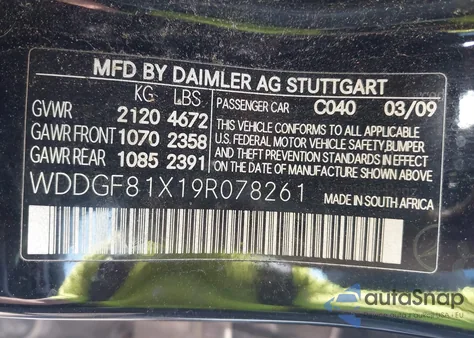 MFD BY DAIMLER AG STUTTGART
KG LBS PASSENGER CAR C040 03/09
GVWR 2120 4672
GAWR FRONT 1070 2358
GAWR REAR 1085 2391
THIS VEHICLE CONFORMS TO ALL APPLICABLE
U.S. FEDERAL MOTOR VEHICLE SAFETY,BUMPER
AND THEFT PREVENTION STANDARDS IN EFFECT
ON THE DATE OF MANUFACTURE SHOWN ABOVE.
WDDGF81X19R078261 MADE IN SOUTH AFRICA
autoSnap